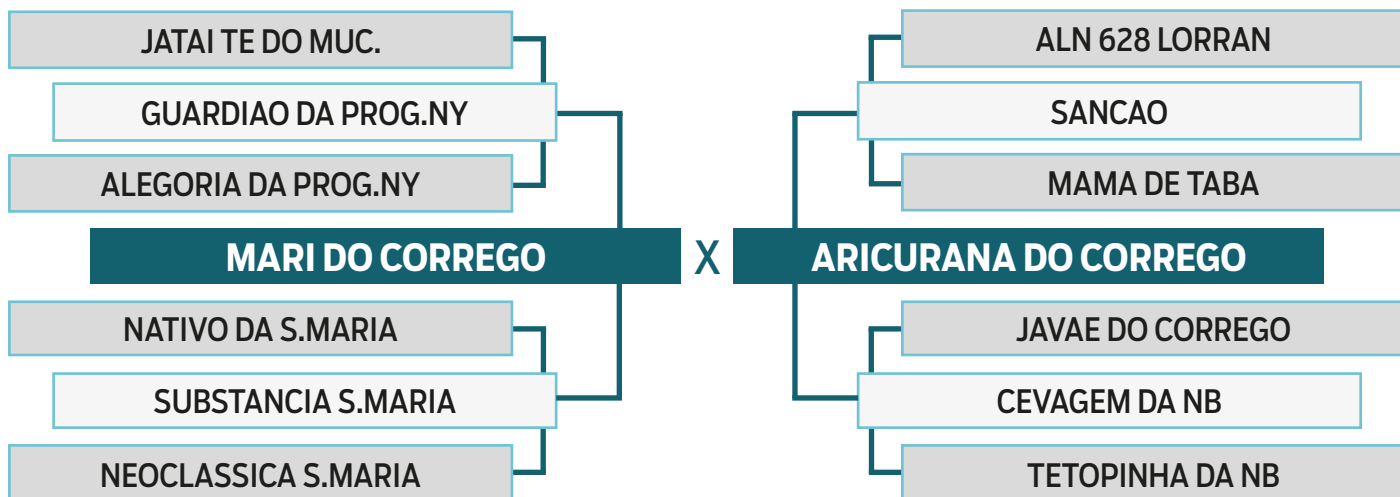 JATAI TE DO MUC.
GUARDIAO DA PROG.NY
ALEGORIA DA PROG.NY
MARI DO CORREGO
NATIVO DA S.MARIA
SUBSTANCIA S.MARIA
NEOCLASSICA S.MARIA
X
ALN 628 LORRAN
SANCAO
MAMA DE TABA
ARICURANA DO CORREGO
JAVAE DO CORREGO
CEVAGEM DA NB
TETOPINHA DA NB